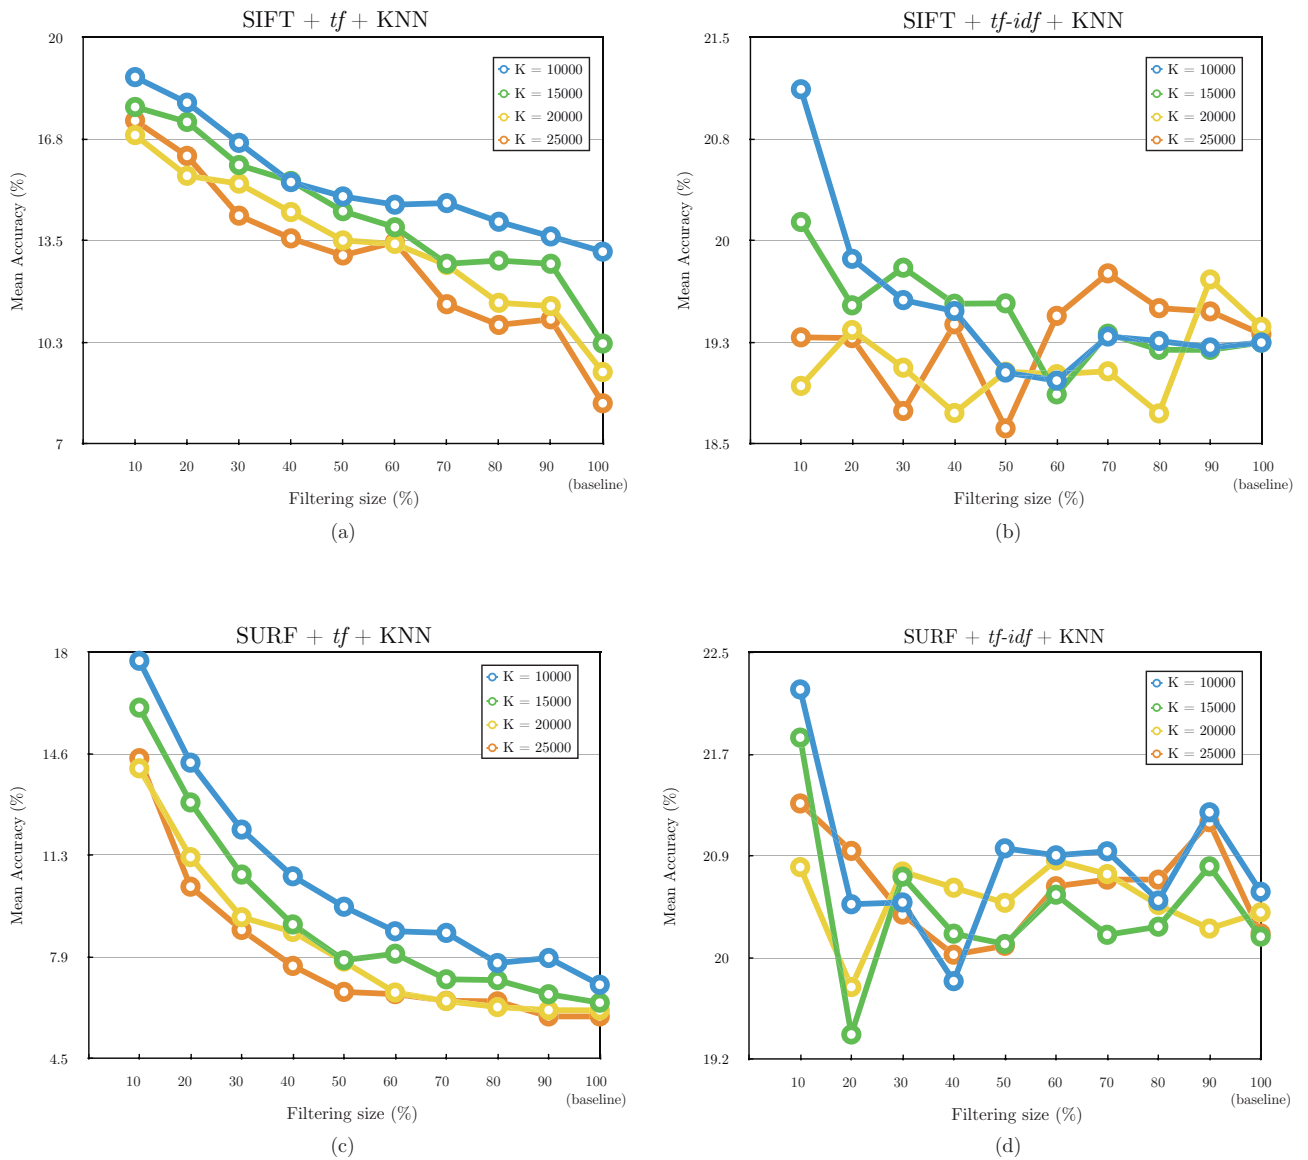 SIFT + tf + KNN
20
16.8
13.5
10.3
7
Mean Accuracy (%)
K = 10000
K = 15000
K = 20000
K = 25000
10 20 30 40 50 60 70 80 90 100
(baseline)
Filtering size (%)
(a)
SIFT + tf-idf + KNN
21.5
20.8
20
19.3
18.5
Mean Accuracy (%)
K = 10000
K = 15000
K = 20000
K = 25000
10 20 30 40 50 60 70 80 90 100
(baseline)
Filtering size (%)
(b)
SURF + tf + KNN
18
14.6
11.3
7.9
4.5
Mean Accuracy (%)
K = 10000
K = 15000
K = 20000
K = 25000
10 20 30 40 50 60 70 80 90 100
(baseline)
Filtering size (%)
(c)
SURF + tf-idf + KNN
22.5
21.7
20.9
20
19.2
Mean Accuracy (%)
K = 10000
K = 15000
K = 20000
K = 25000
10 20 30 40 50 60 70 80 90 100
(baseline)
Filtering size (%)
(d)